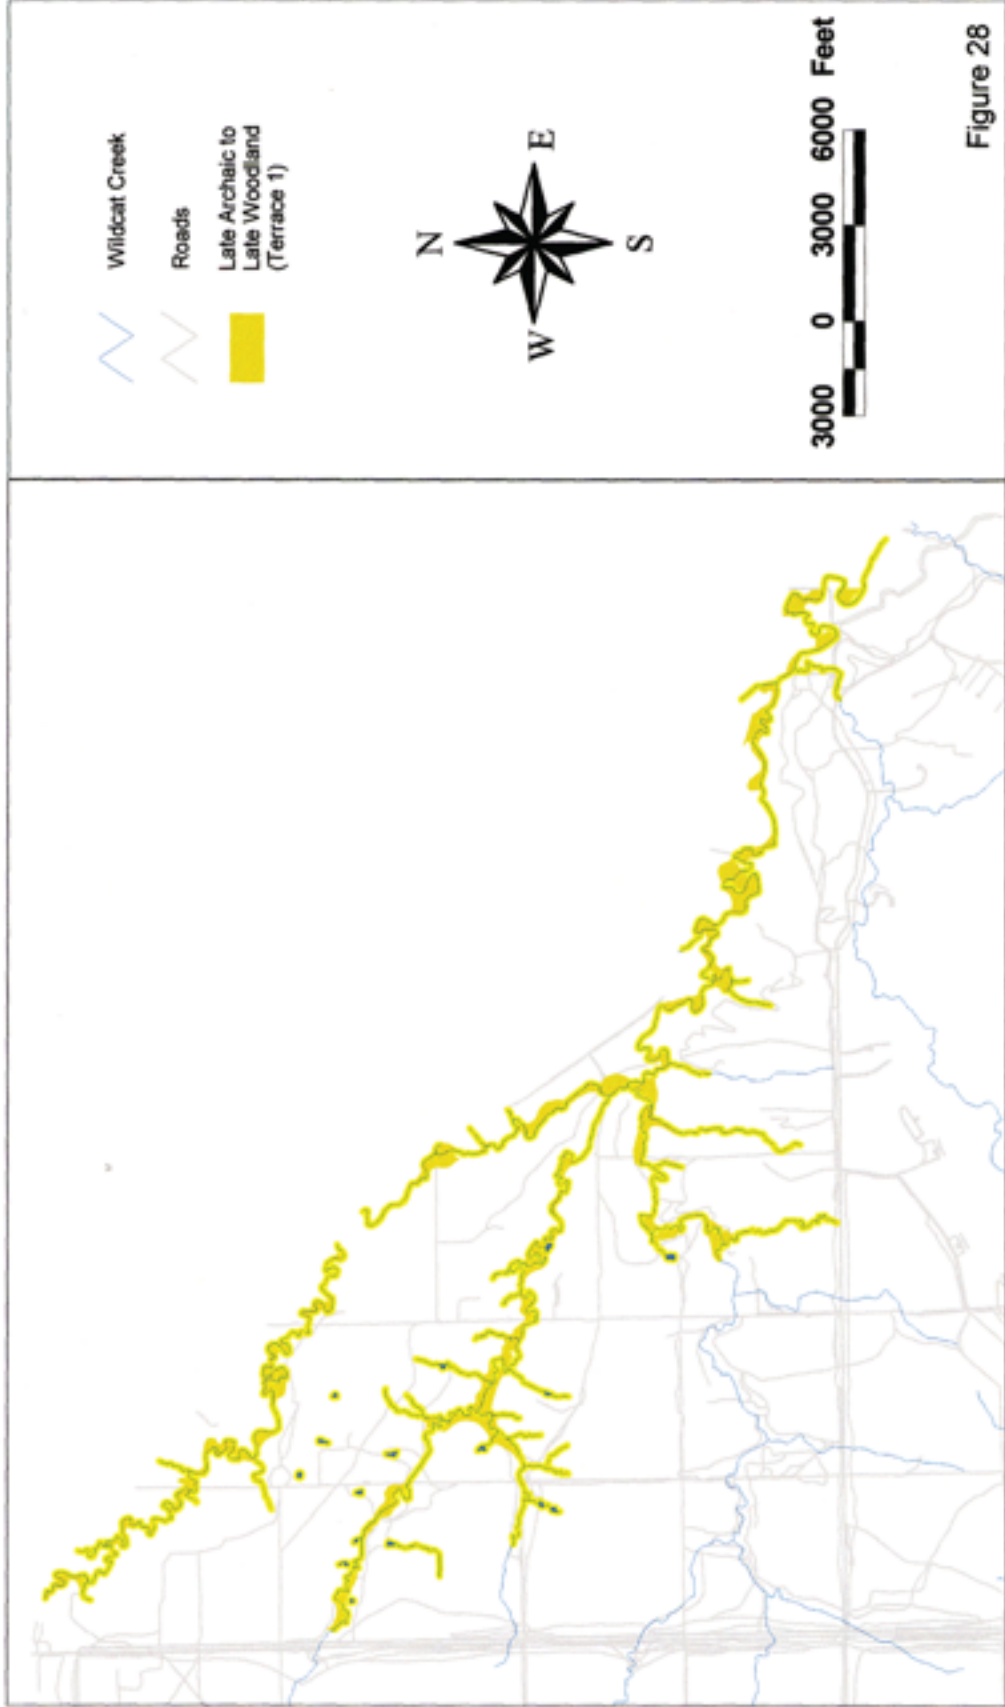 Wildcat Creek
Roads
Late Archaic to
Late Woodland
(Terrace 1)
N
W
E
S
3000 0 3000 6000 Feet
Figure 28